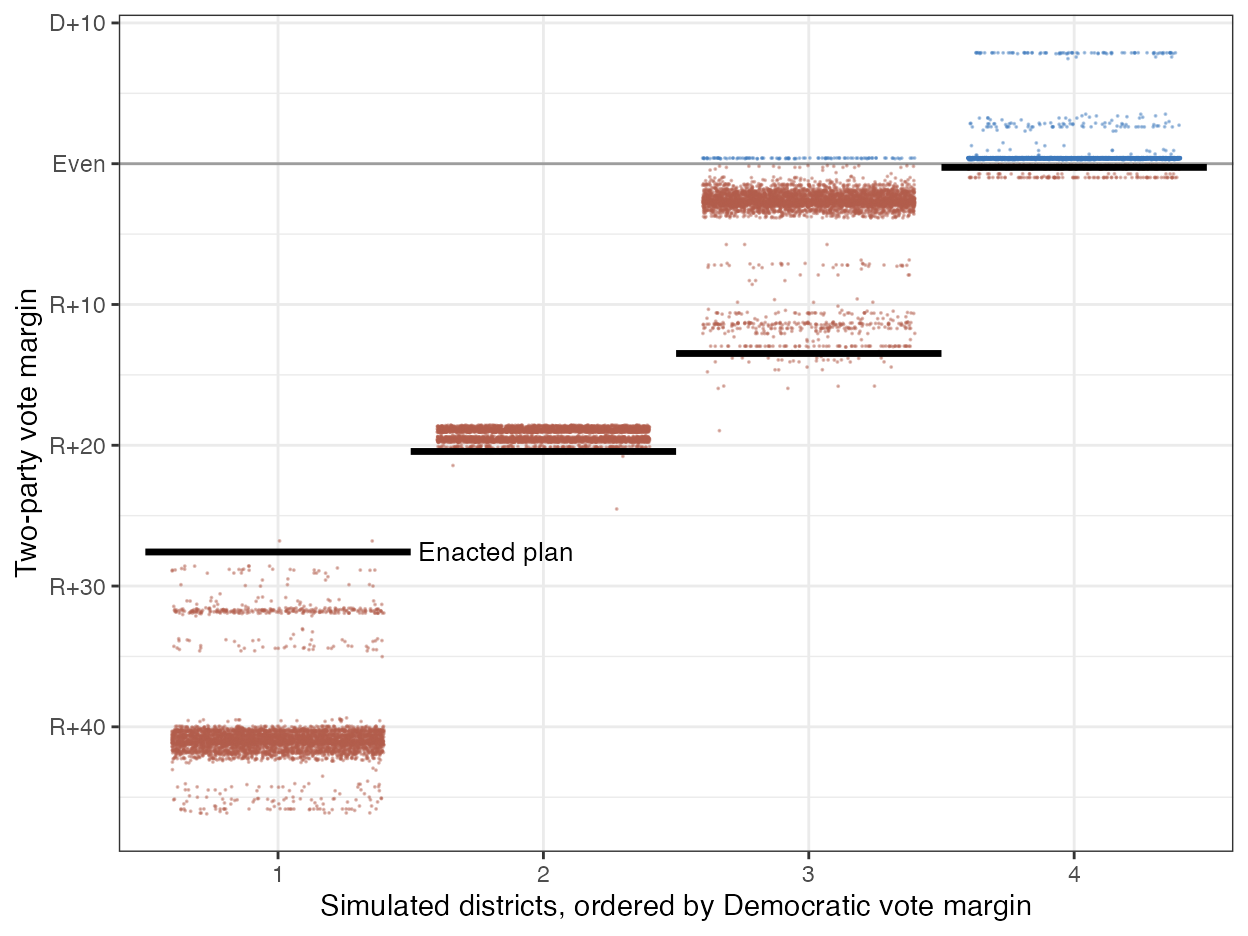 D+10
Even
R+10
R+20
R+30
R+40
Two-party vote margin
Enacted plan
1 2 3 4
Simulated districts, ordered by Democratic vote margin